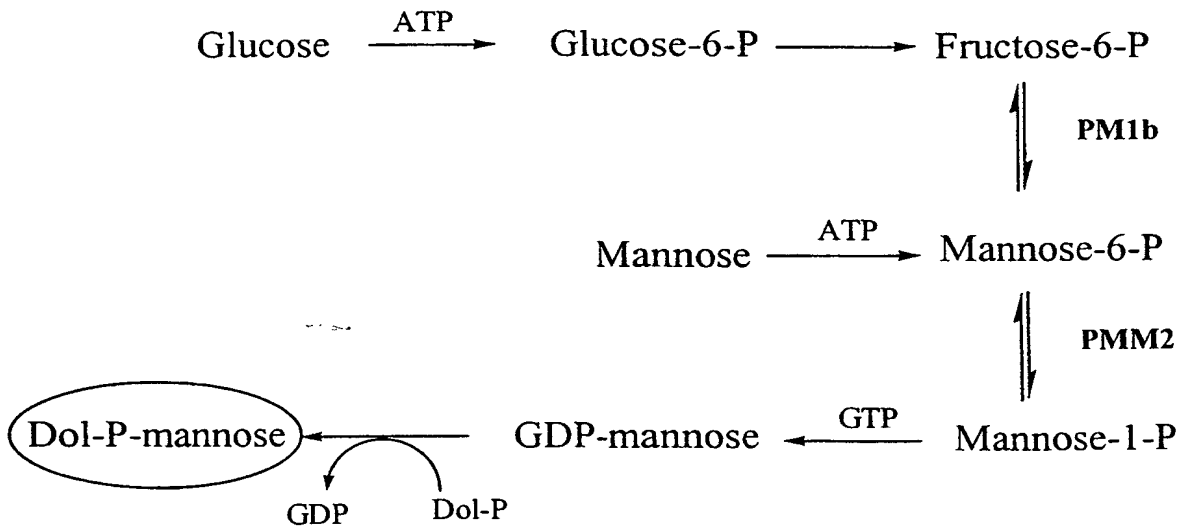 ATP
Glucose Glucose-6-P Fructose-6-P
PM1b
ATP
Mannose Mannose-6-P
PMM2
GTP
Dol-P-mannose GDP-mannose Mannose-1-P
GDP Dol-P